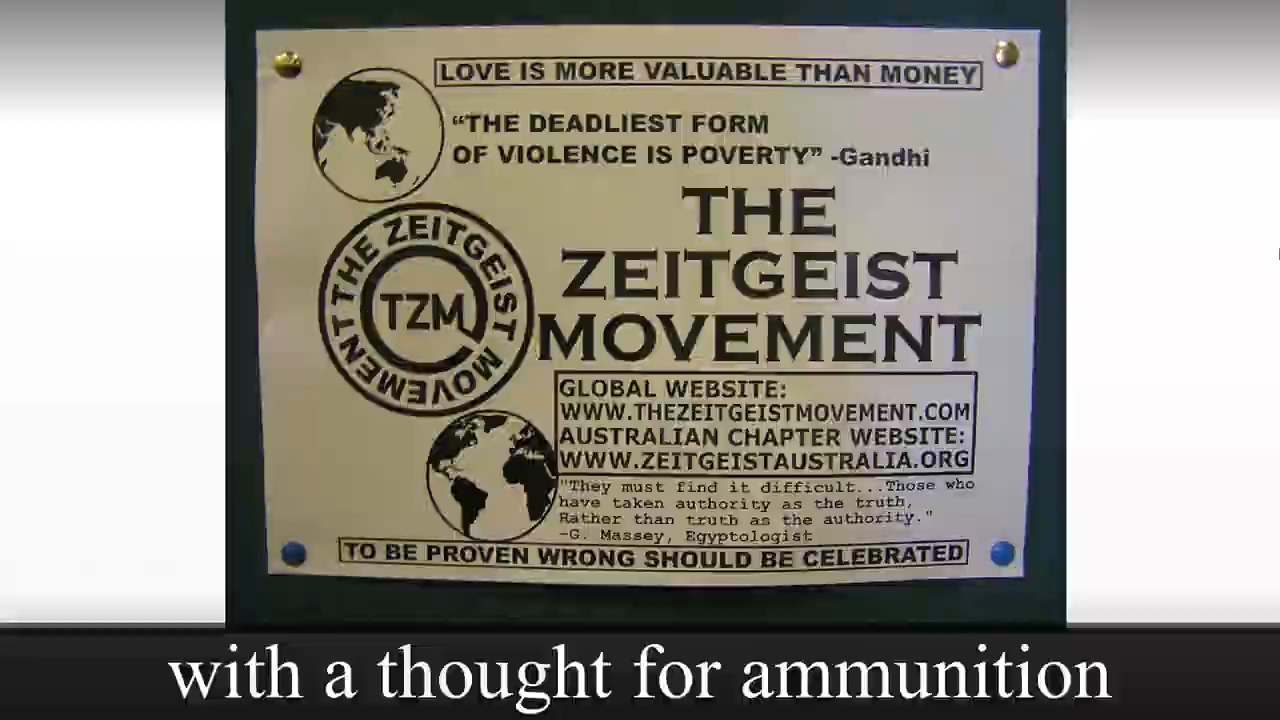 LOVE IS MORE VALUABLE THAN MONEY
“THE DEADLIEST FORM
OF VIOLENCE IS POVERTY” -Gandhi
THE
ZEITGEIST
MOVEMENT
THE ZEITGEIST MOVEMENT
TZM
GLOBAL WEBSITE:
WWW.THEZEITGEISTMOVEMENT.COM
AUSTRALIAN CHAPTER WEBSITE:
WWW.ZEITGEISTAUSTRALIA.ORG
"They must find it difficult...Those who
have taken authority as the truth,
Rather than truth as the authority."
-G. Massey, Egyptologist
TO BE PROVEN WRONG SHOULD BE CELEBRATED
with a thought for ammunition